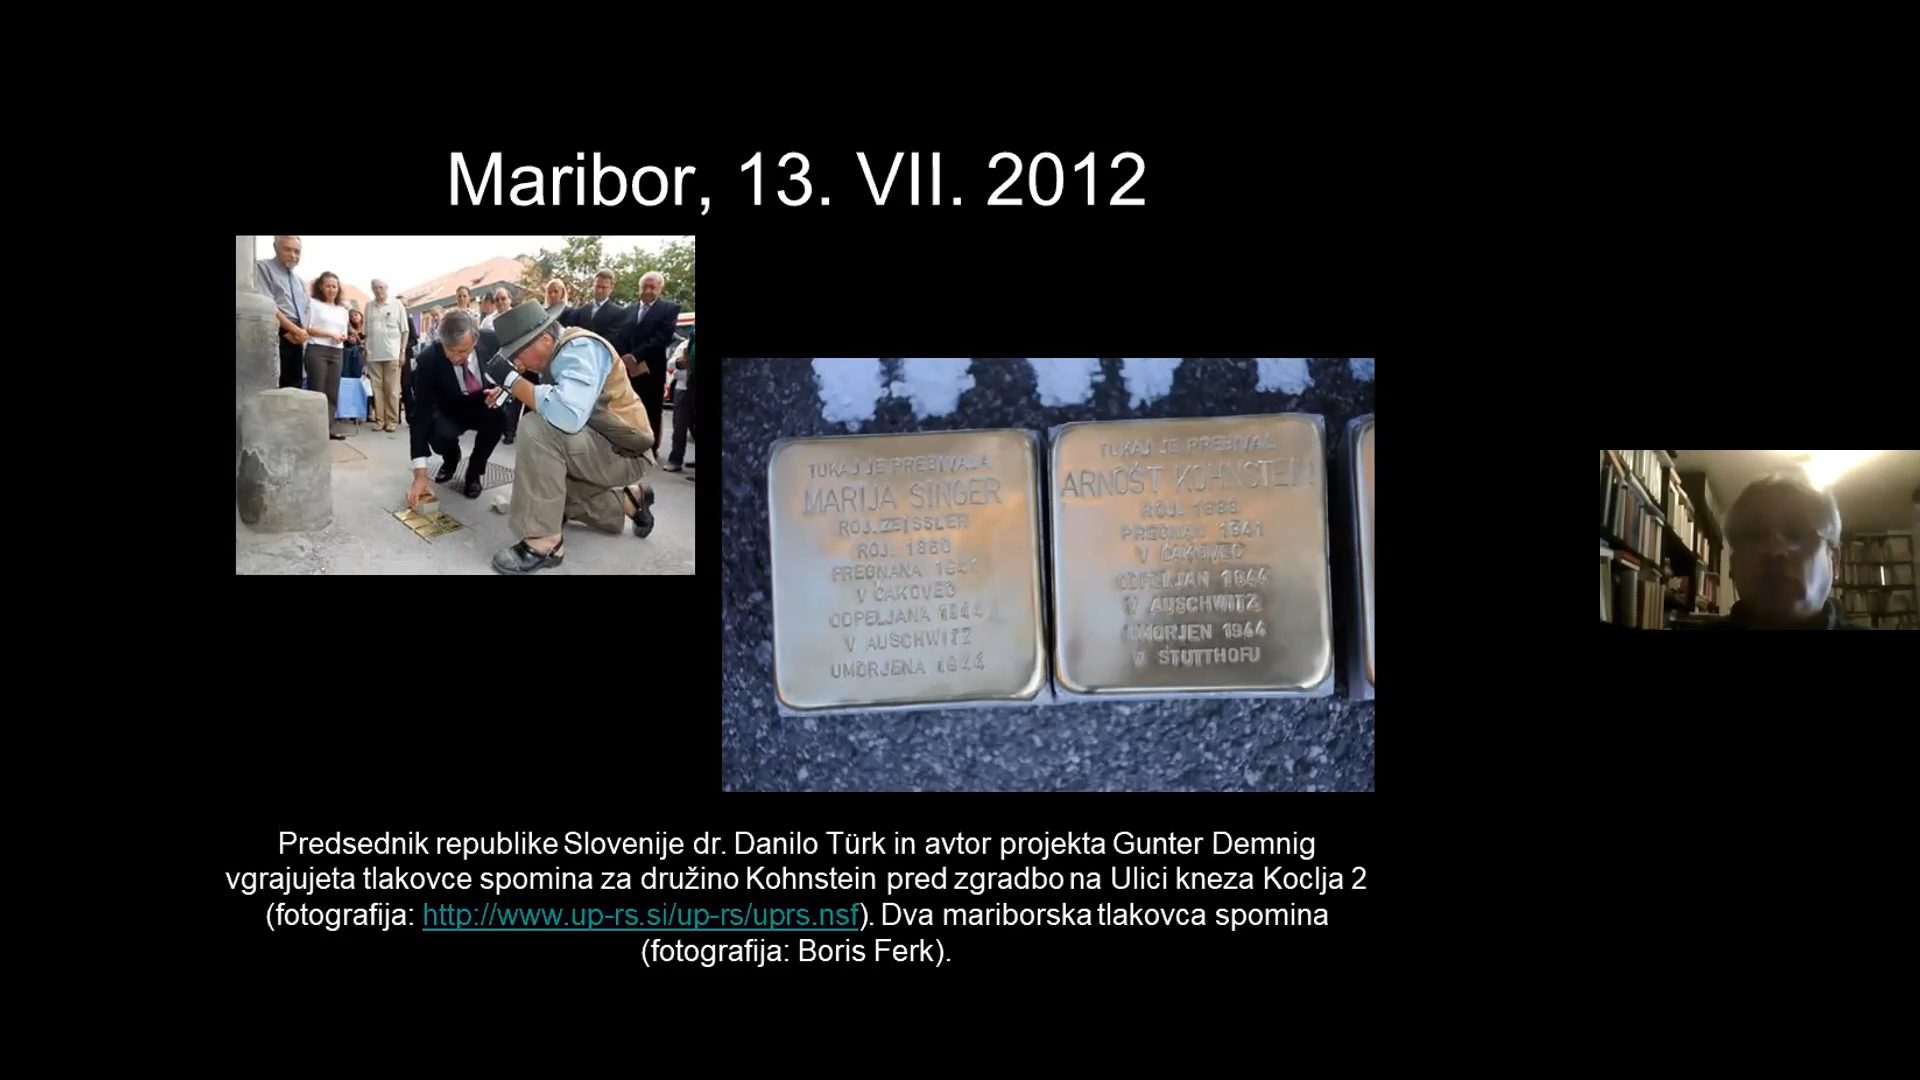 Maribor, 13. VII. 2012
TUKAJ JE PREBIVALA
MARIJA SINGER
ROJ. ZEISSLER
ROJ. 1860
PREGNANA
V ČAKOVEC
ODPELJANA 1944
V AUSCHWITZ
UMORJENA 1944
TUKAJ JE PREBIVAL
ARNOŠT KOHNSTEIN
ROJ.
PREGNAN 1941
V ČAKOVEC
ODPELJAN 1944
V AUSCHWITZ
UMORJEN 1944
V STUTTHOFU
Predsednik republike Slovenije dr. Danilo Türk in avtor projekta Gunter Demnig
vgrajujeta tlakovce spomina za družino Kohnstein pred zgradbo na Ulici kneza Koclja 2
(fotografija: http://www.up-rs.si/up-rs/uprs.nsf). Dva mariborska tlakovca spomina
(fotografija: Boris Ferk).